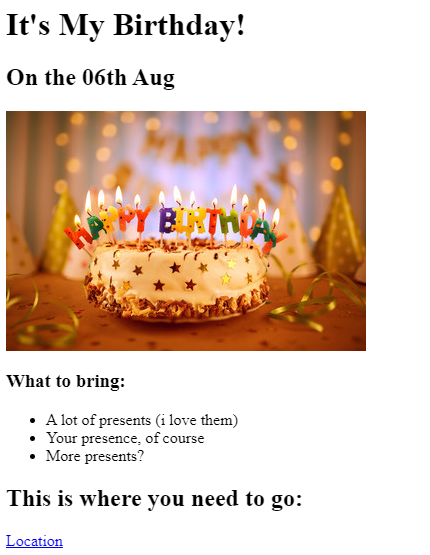 It's My Birthday!
On the 06th Aug
HAPPY
HAPPY BIRTHDAY
What to bring:
A lot of presents (i love them)
Your presence, of course
More presents?
This is where you need to go:
Location